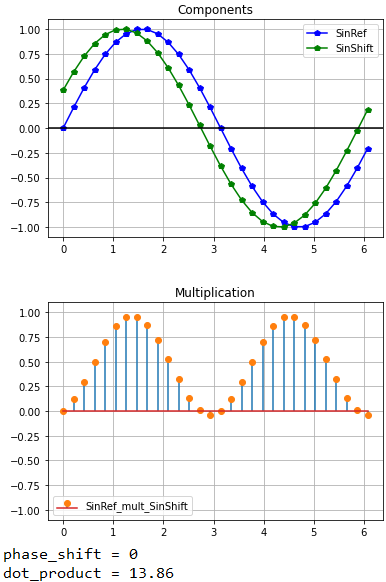 Components
1.00
0.75
0.50
0.25
0.00
−0.25
−0.50
−0.75
−1.00
SinRef
SinShift
0 1 2 3 4 5 6
Multiplication
1.00
0.75
0.50
0.25
0.00
−0.25
−0.50
−0.75
−1.00
SinRef_mult_SinShift
0 1 2 3 4 5 6
phase_shift = 0
dot_product = 13.86